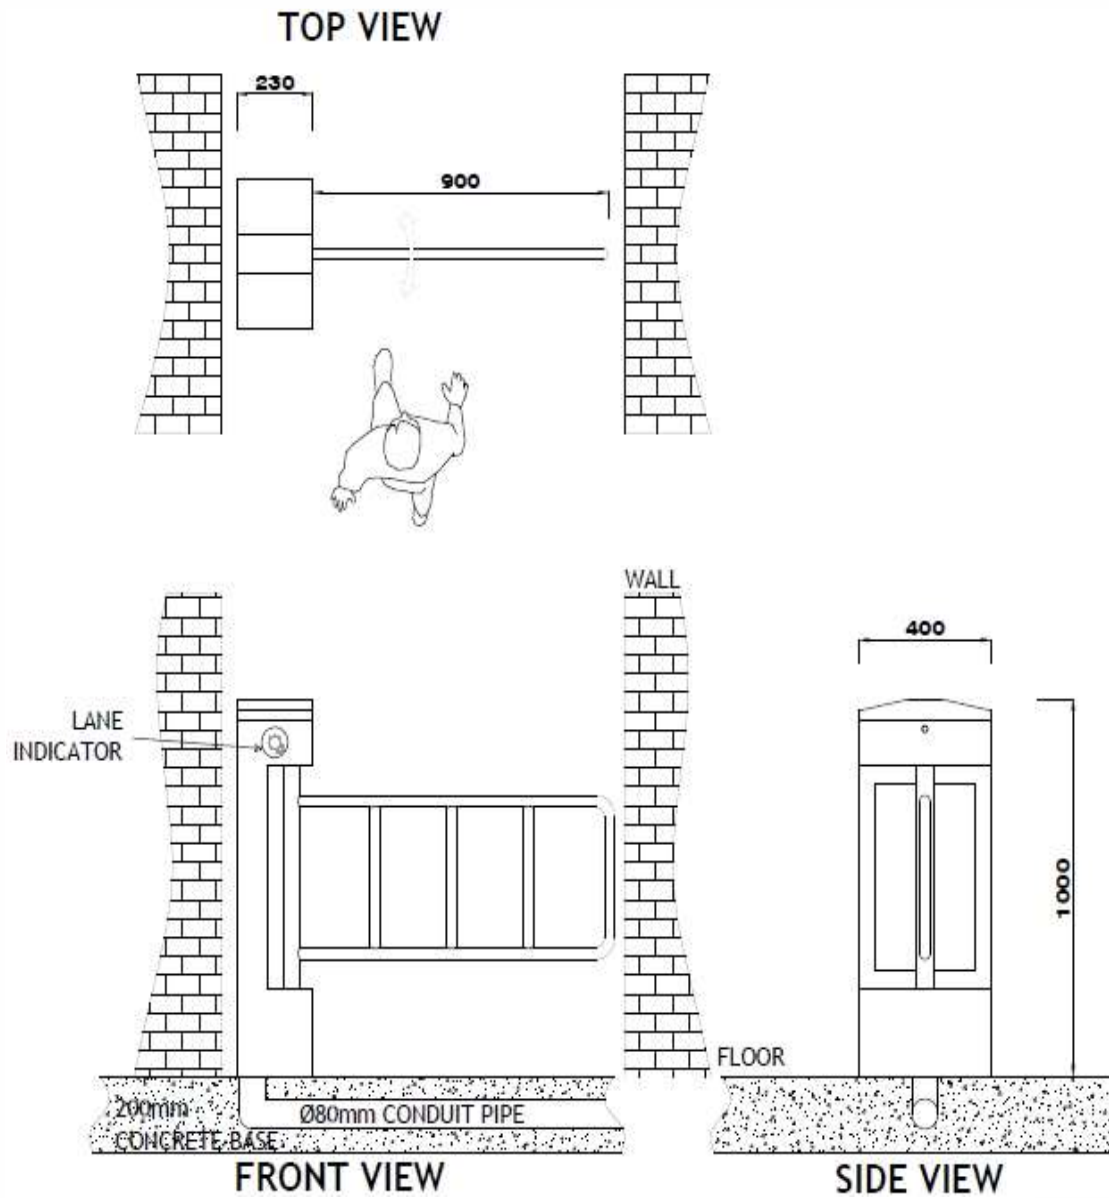 TOP VIEW
230
900
WALL
400
LANE
INDICATOR
1000
FLOOR
200mm
Ø80mm CONDUIT PIPE
CONCRETE BASE
FRONT VIEW
SIDE VIEW